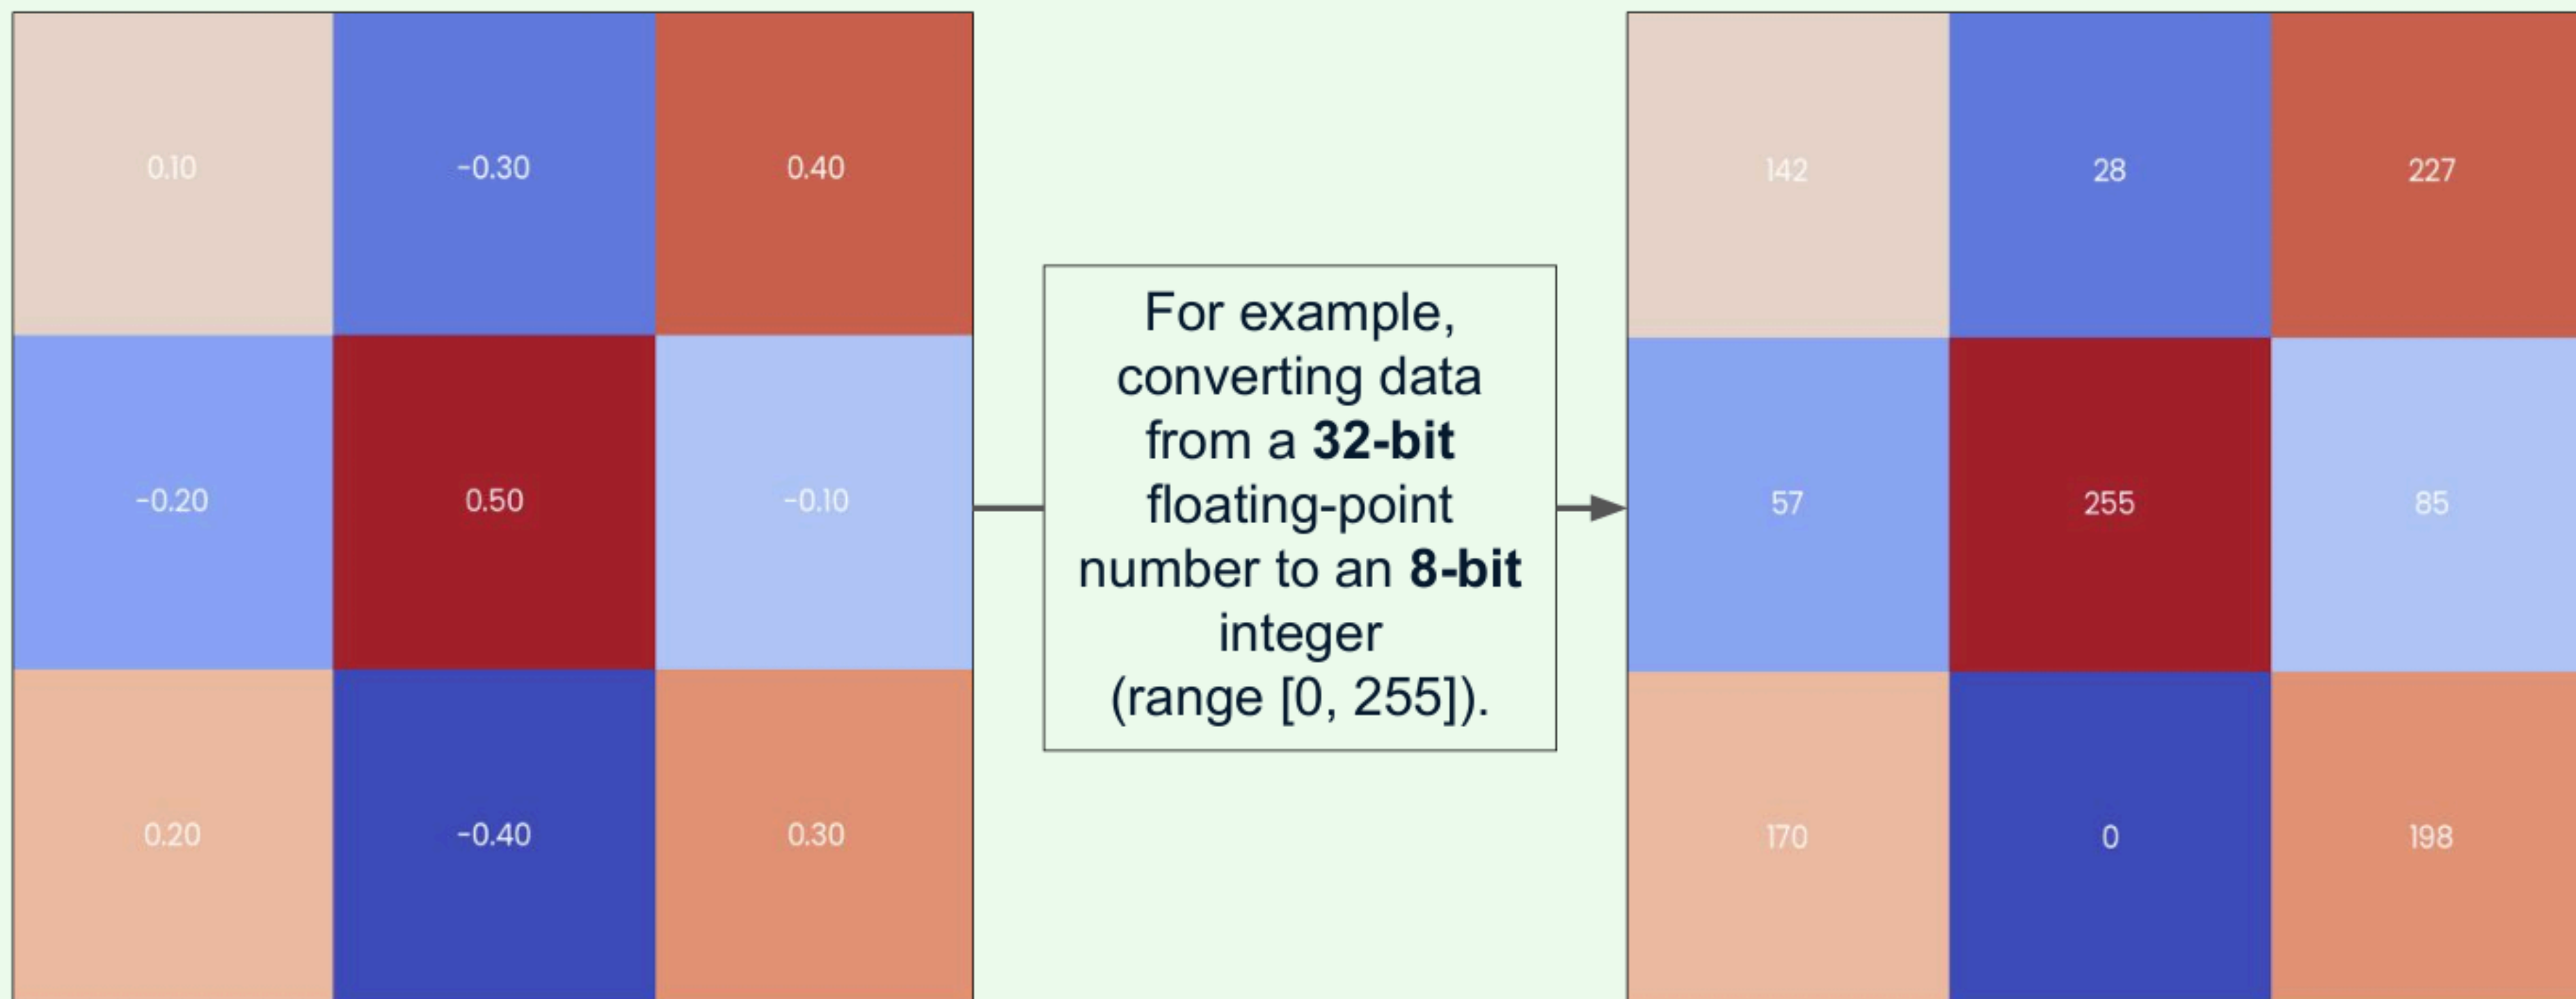 0.10 -0.30 0.40
-0.20 0.50 -0.10
0.20 -0.40 0.30
For example,
converting data
from a 32-bit
floating-point
number to an 8-bit
integer
(range [0, 255]).
142 28 227
57 255 85
170 0 198